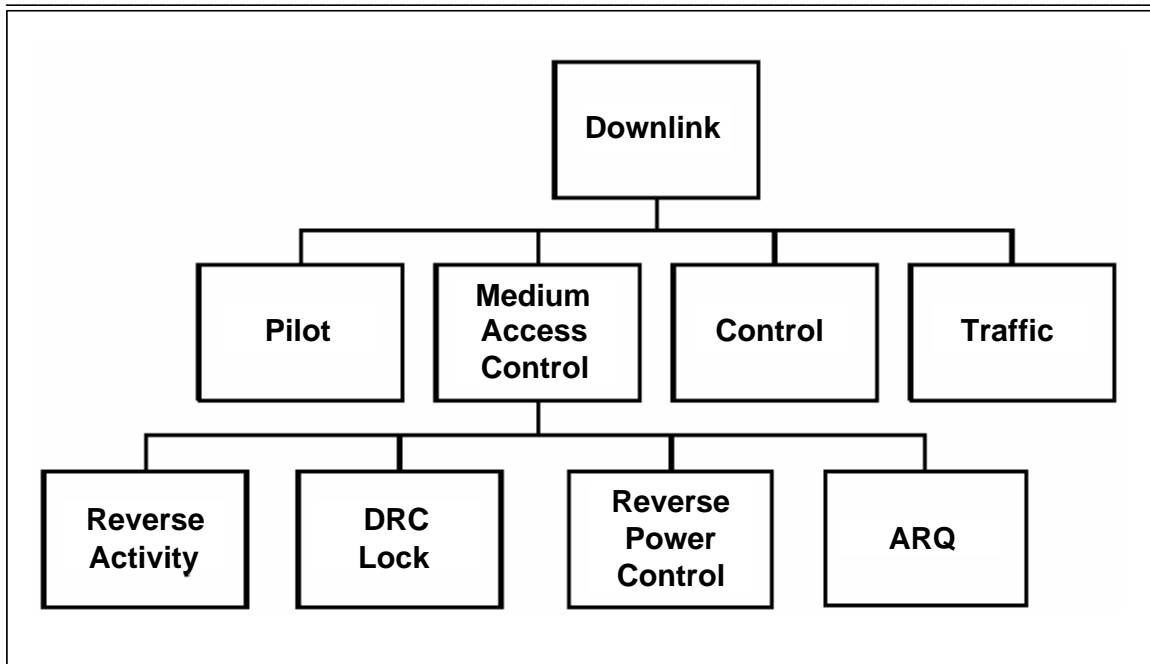 Downlink
Pilot
Medium
Access
Control
Control
Traffic
Reverse
Activity
DRC
Lock
Reverse
Power
Control
ARQ